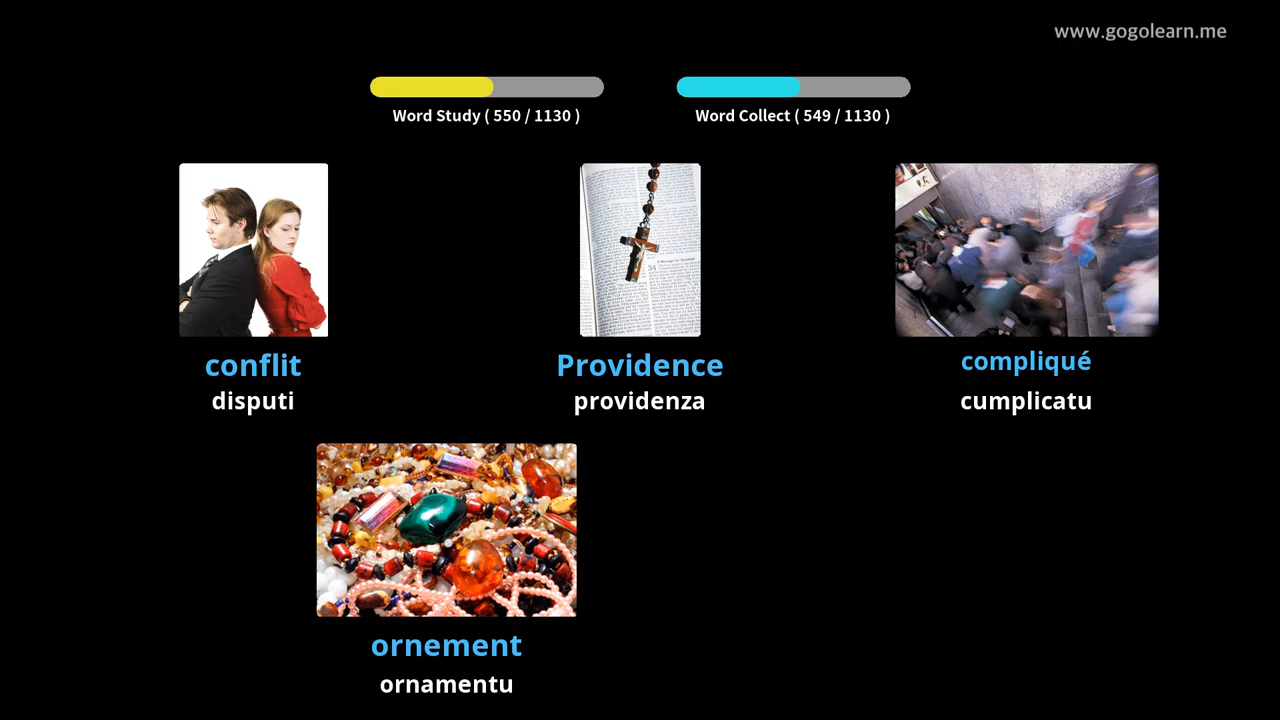 www.gogolearn.me
Word Study ( 550 / 1130 )
Word Collect ( 549 / 1130 )
conflit
disputi
Providence
providenza
compliqué
cumplicatu
ornement
ornamentu